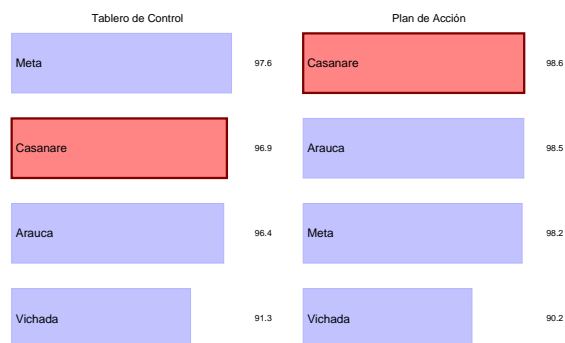 Tablero de Control
Meta 97.6
Casanare 96.9
Arauca 96.4
Vichada 91.3
Plan de Acción
Casanare 98.6
Arauca 98.5
Meta 98.2
Vichada 90.2